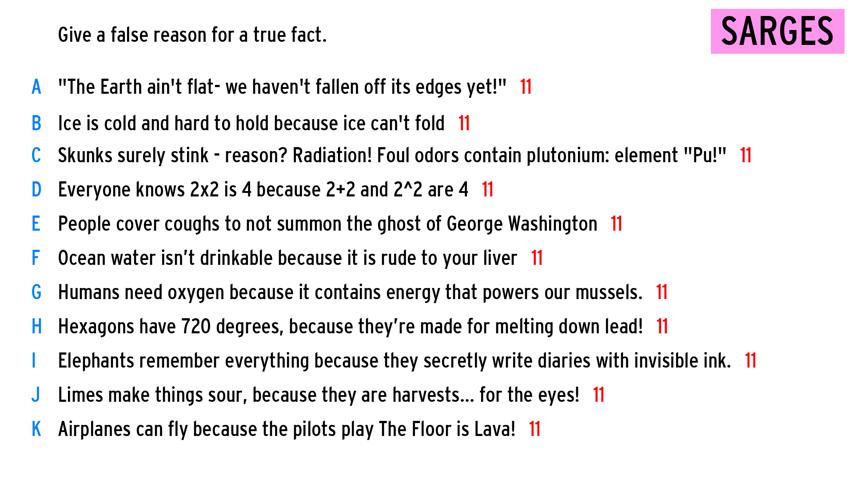 Give a false reason for a true fact.
SARGES
A "The Earth ain't flat- we haven't fallen off its edges yet!" 11
B Ice is cold and hard to hold because ice can't fold 11
C Skunks surely stink - reason? Radiation! Foul odors contain plutonium: element "Pu!" 11
D Everyone knows 2x2 is 4 because 2+2 and 2^2 are 4 11
E People cover coughs to not summon the ghost of George Washington 11
F Ocean water isn’t drinkable because it is rude to your liver 11
G Humans need oxygen because it contains energy that powers our mussels. 11
H Hexagons have 720 degrees, because they’re made for melting down lead! 11
I Elephants remember everything because they secretly write diaries with invisible ink. 11
J Limes make things sour, because they are harvests... for the eyes! 11
K Airplanes can fly because the pilots play The Floor is Lava! 11